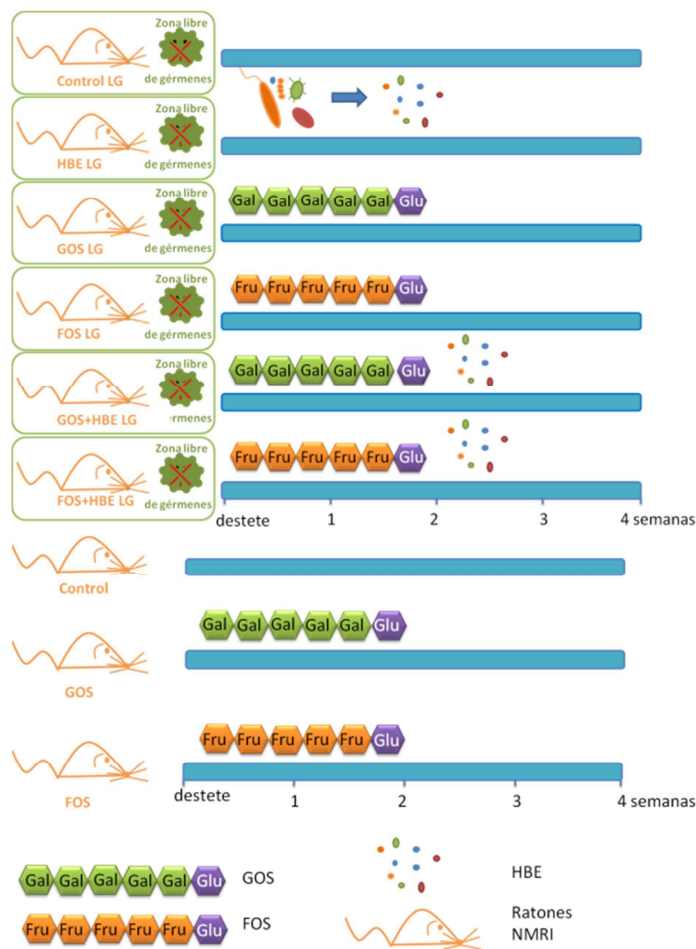 Zona libre
Control LG
de gérmenes
Zona libre
HBE LG
de gérmenes
Zona libre
Gal Gal Gal Gal Gal Glu
GOS LG
de gérmenes
Zona libre
Fru Fru Fru Fru Fru Glu
FOS LG
de gérmenes
Zona libre
Gal Gal Gal Gal Gal Glu
GOS+HBE LG
rmenes
Zona libre
Fru Fru Fru Fru Fru Glu
FOS+HBE LG
de gérmenes
destete 1 2 3 4 semanas
Control
Gal Gal Gal Gal Gal Glu
GOS
Fru Fru Fru Fru Fru Glu
FOS
destete 1 2 3 4 semanas
Gal Gal Gal Gal Gal Glu GOS
HBE
Fru Fru Fru Fru Fru Glu FOS
Ratones
NMRI